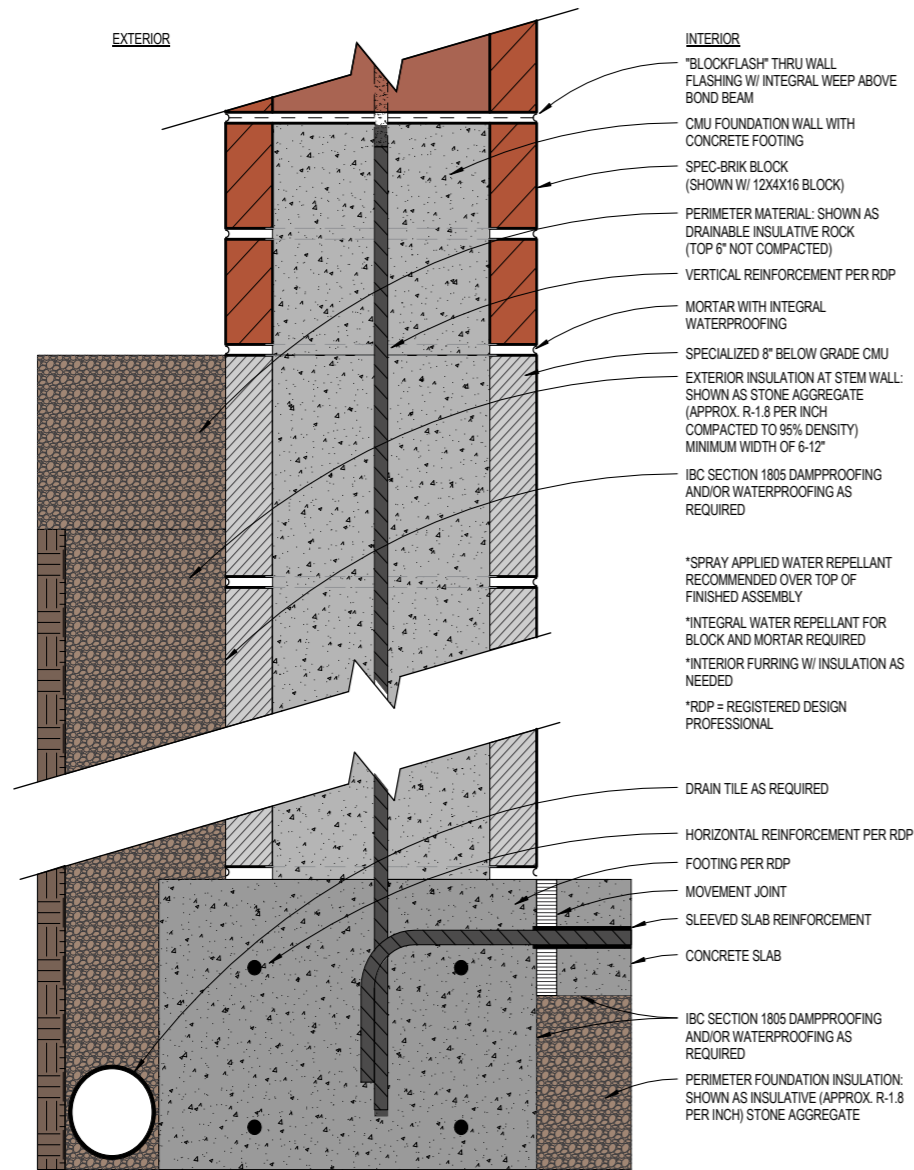 EXTERIOR
INTERIOR
"BLOCKFLASH" THRU WALL
FLASHING W/ INTEGRAL WEEP ABOVE
BOND BEAM
CMU FOUNDATION WALL WITH
CONCRETE FOOTING
SPEC-BRIK BLOCK
(SHOWN W/ 12X4X16 BLOCK)
PERIMETER MATERIAL: SHOWN AS
DRAINABLE INSULATIVE ROCK
(TOP 6" NOT COMPACTED)
VERTICAL REINFORCEMENT PER RDP
MORTAR WITH INTEGRAL
WATERPROOFING
SPECIALIZED 8" BELOW GRADE CMU
EXTERIOR INSULATION AT STEM WALL:
SHOWN AS STONE AGGREGATE
(APPROX. R-1.8 PER INCH
COMPACTED TO 95% DENSITY)
MINIMUM WIDTH OF 6-12"
IBC SECTION 1805 DAMPPROOFING
AND/OR WATERPROOFING AS
REQUIRED
*SPRAY APPLIED WATER REPELLANT
RECOMMENDED OVER TOP OF
FINISHED ASSEMBLY
*INTEGRAL WATER REPELLANT FOR
BLOCK AND MORTAR REQUIRED
*INTERIOR FURRING W/ INSULATION AS
NEEDED
*RDP = REGISTERED DESIGN
PROFESSIONAL
DRAIN TILE AS REQUIRED
HORIZONTAL REINFORCEMENT PER RDP
FOOTING PER RDP
MOVEMENT JOINT
SLEEVED SLAB REINFORCEMENT
CONCRETE SLAB
IBC SECTION 1805 DAMPPROOFING
AND/OR WATERPROOFING AS
REQUIRED
PERIMETER FOUNDATION INSULATION:
SHOWN AS INSULATIVE (APPROX. R-1.8
PER INCH) STONE AGGREGATE